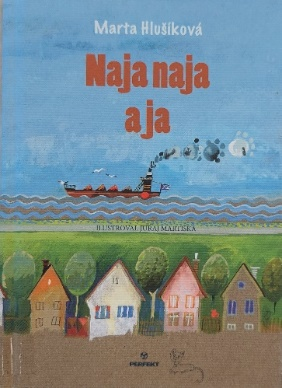 Marta Hlušíková
Naja naja
a ja
ILUSTROVAL JURAJ MARTIŠKA
PERFEKT